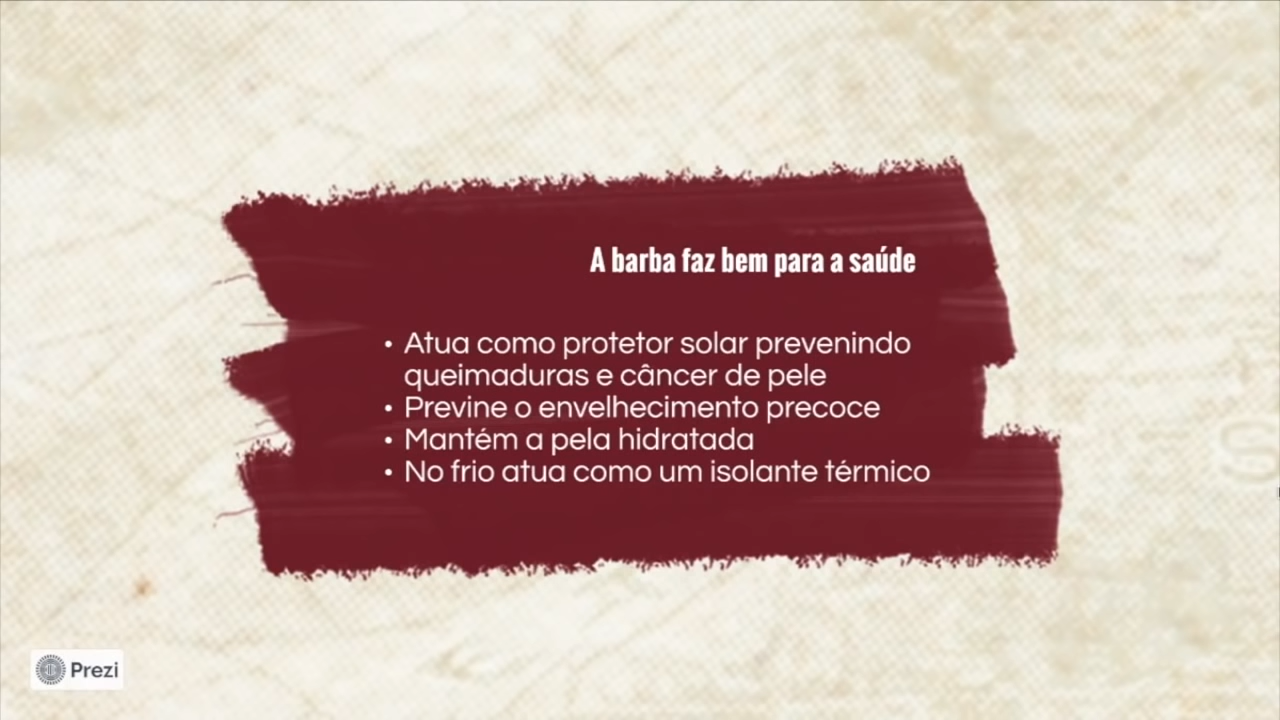 A barba faz bem para a saúde
• Atua como protetor solar prevenindo
queimaduras e câncer de pele
• Previne o envelhecimento precoce
• Mantém a pela hidratada
• No frio atua como um isolante térmico
Prezi